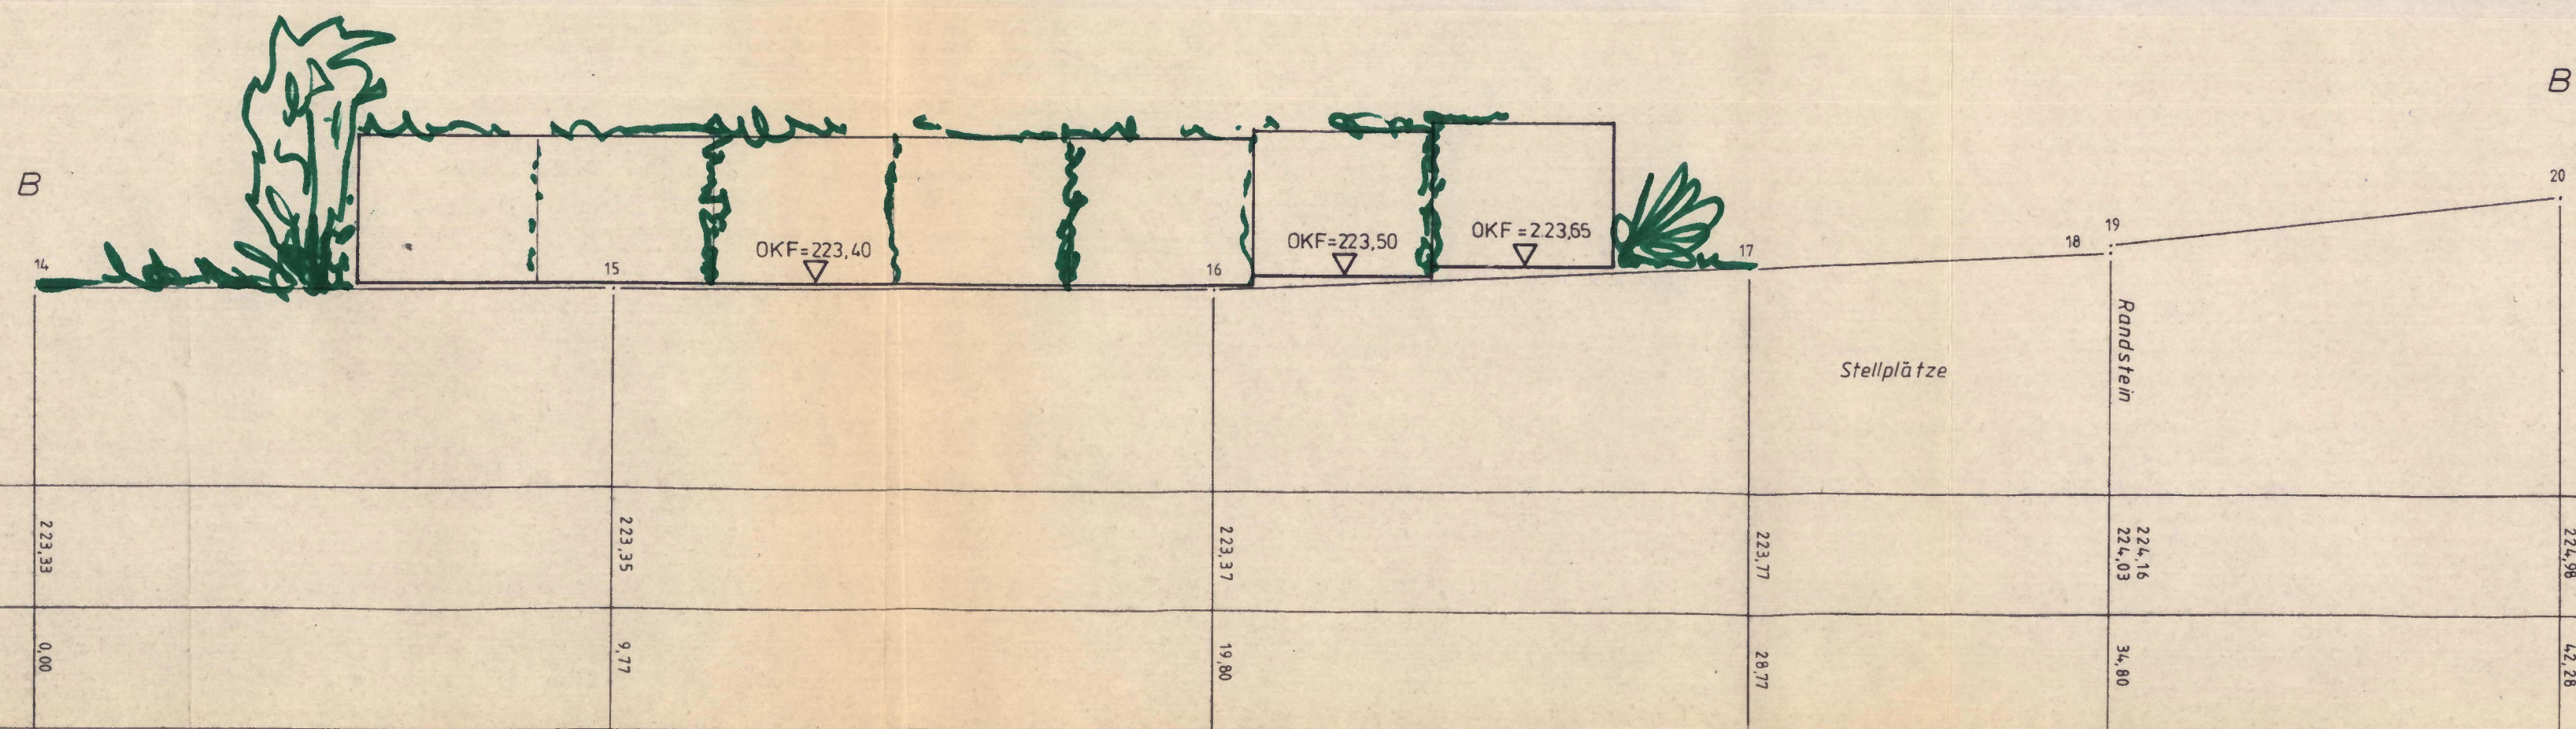 B
B
20
19
18
17
14
15
16
OKF=223,40
OKF=223,50
OKF=2.23,65
Stellplätze
Randstein
223,33
223,35
223,37
223,77
224,16
224,03
224,98
0,00
9,77
19,80
28,77
34,80
42,28